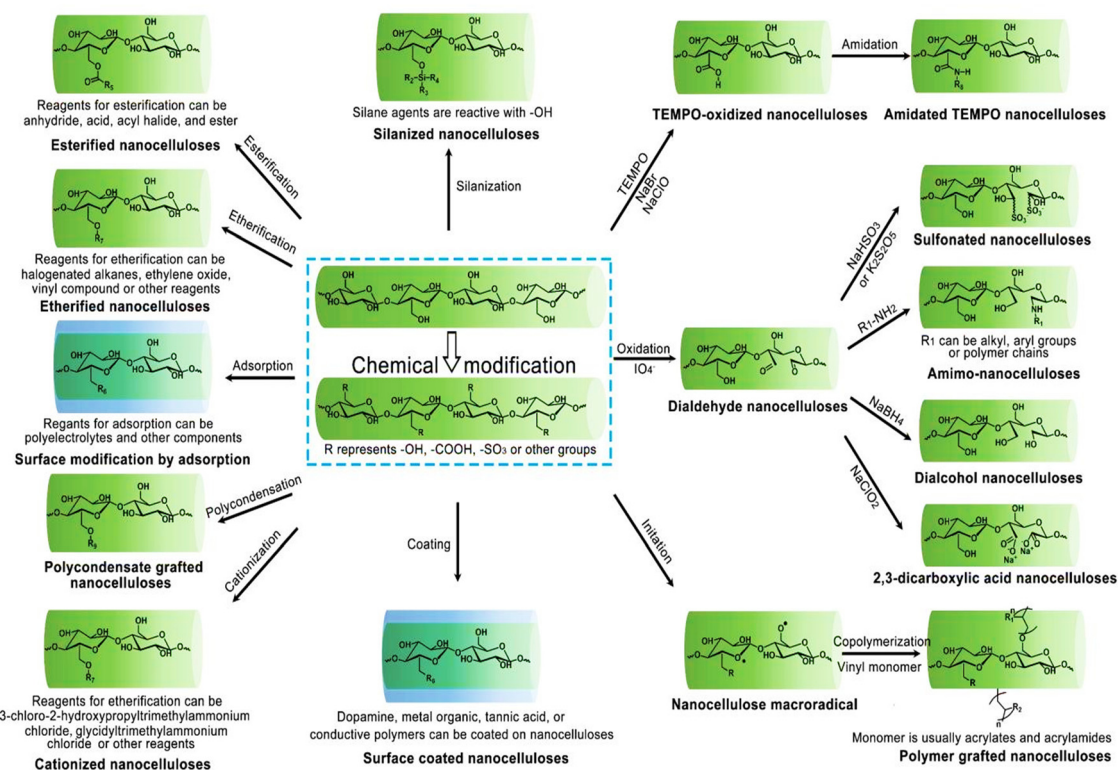 Reagents for esterification can be
anhydride, acid, acyl halide, and ester
Esterified nanocelluloses
Esterification
Silane agents are reactive with -OH
Silanized nanocelluloses
Silanization
TEMPO-oxidized nanocelluloses
TEMPO
NaBr
NaClO
Amidation
Amidated TEMPO nanocelluloses
Etherification
Reagents for etherification can be
halogenated alkanes, ethylene oxide,
vinyl compound or other reagents
Etherified nanocelluloses
Adsorption
Regants for adsorption can be
polyelectrolytes and other components
Surface modification by adsorption
Chemical modification
R represents -OH, -COOH, -SO3 or other groups
Oxidation
IO4-
Dialdehyde nanocelluloses
NaHSO3
or K2S2O5
Sulfonated nanocelluloses
R1-NH2
R1 can be alkyl, aryl groups
or polymer chains
Amimo-nanocelluloses
NaBH4
Dialcohol nanocelluloses
NaClO2
2,3-dicarboxylic acid nanocelluloses
Polycondensation
Polycondensate grafted
nanocelluloses
Cationization
Reagents for etherification can be
3-chloro-2-hydroxypropyltrimethylammonium
chloride, glycidyltrimethylammonium
chloride or other reagents
Cationized nanocelluloses
Coating
Dopamine, metal organic, tannic acid, or
conductive polymers can be coated on nanocelluloses
Surface coated nanocelluloses
Initation
Nanocellulose macroradical
Copolymerization
Vinyl monomer
Monomer is usually acrylates and acrylamides
Polymer grafted nanocelluloses